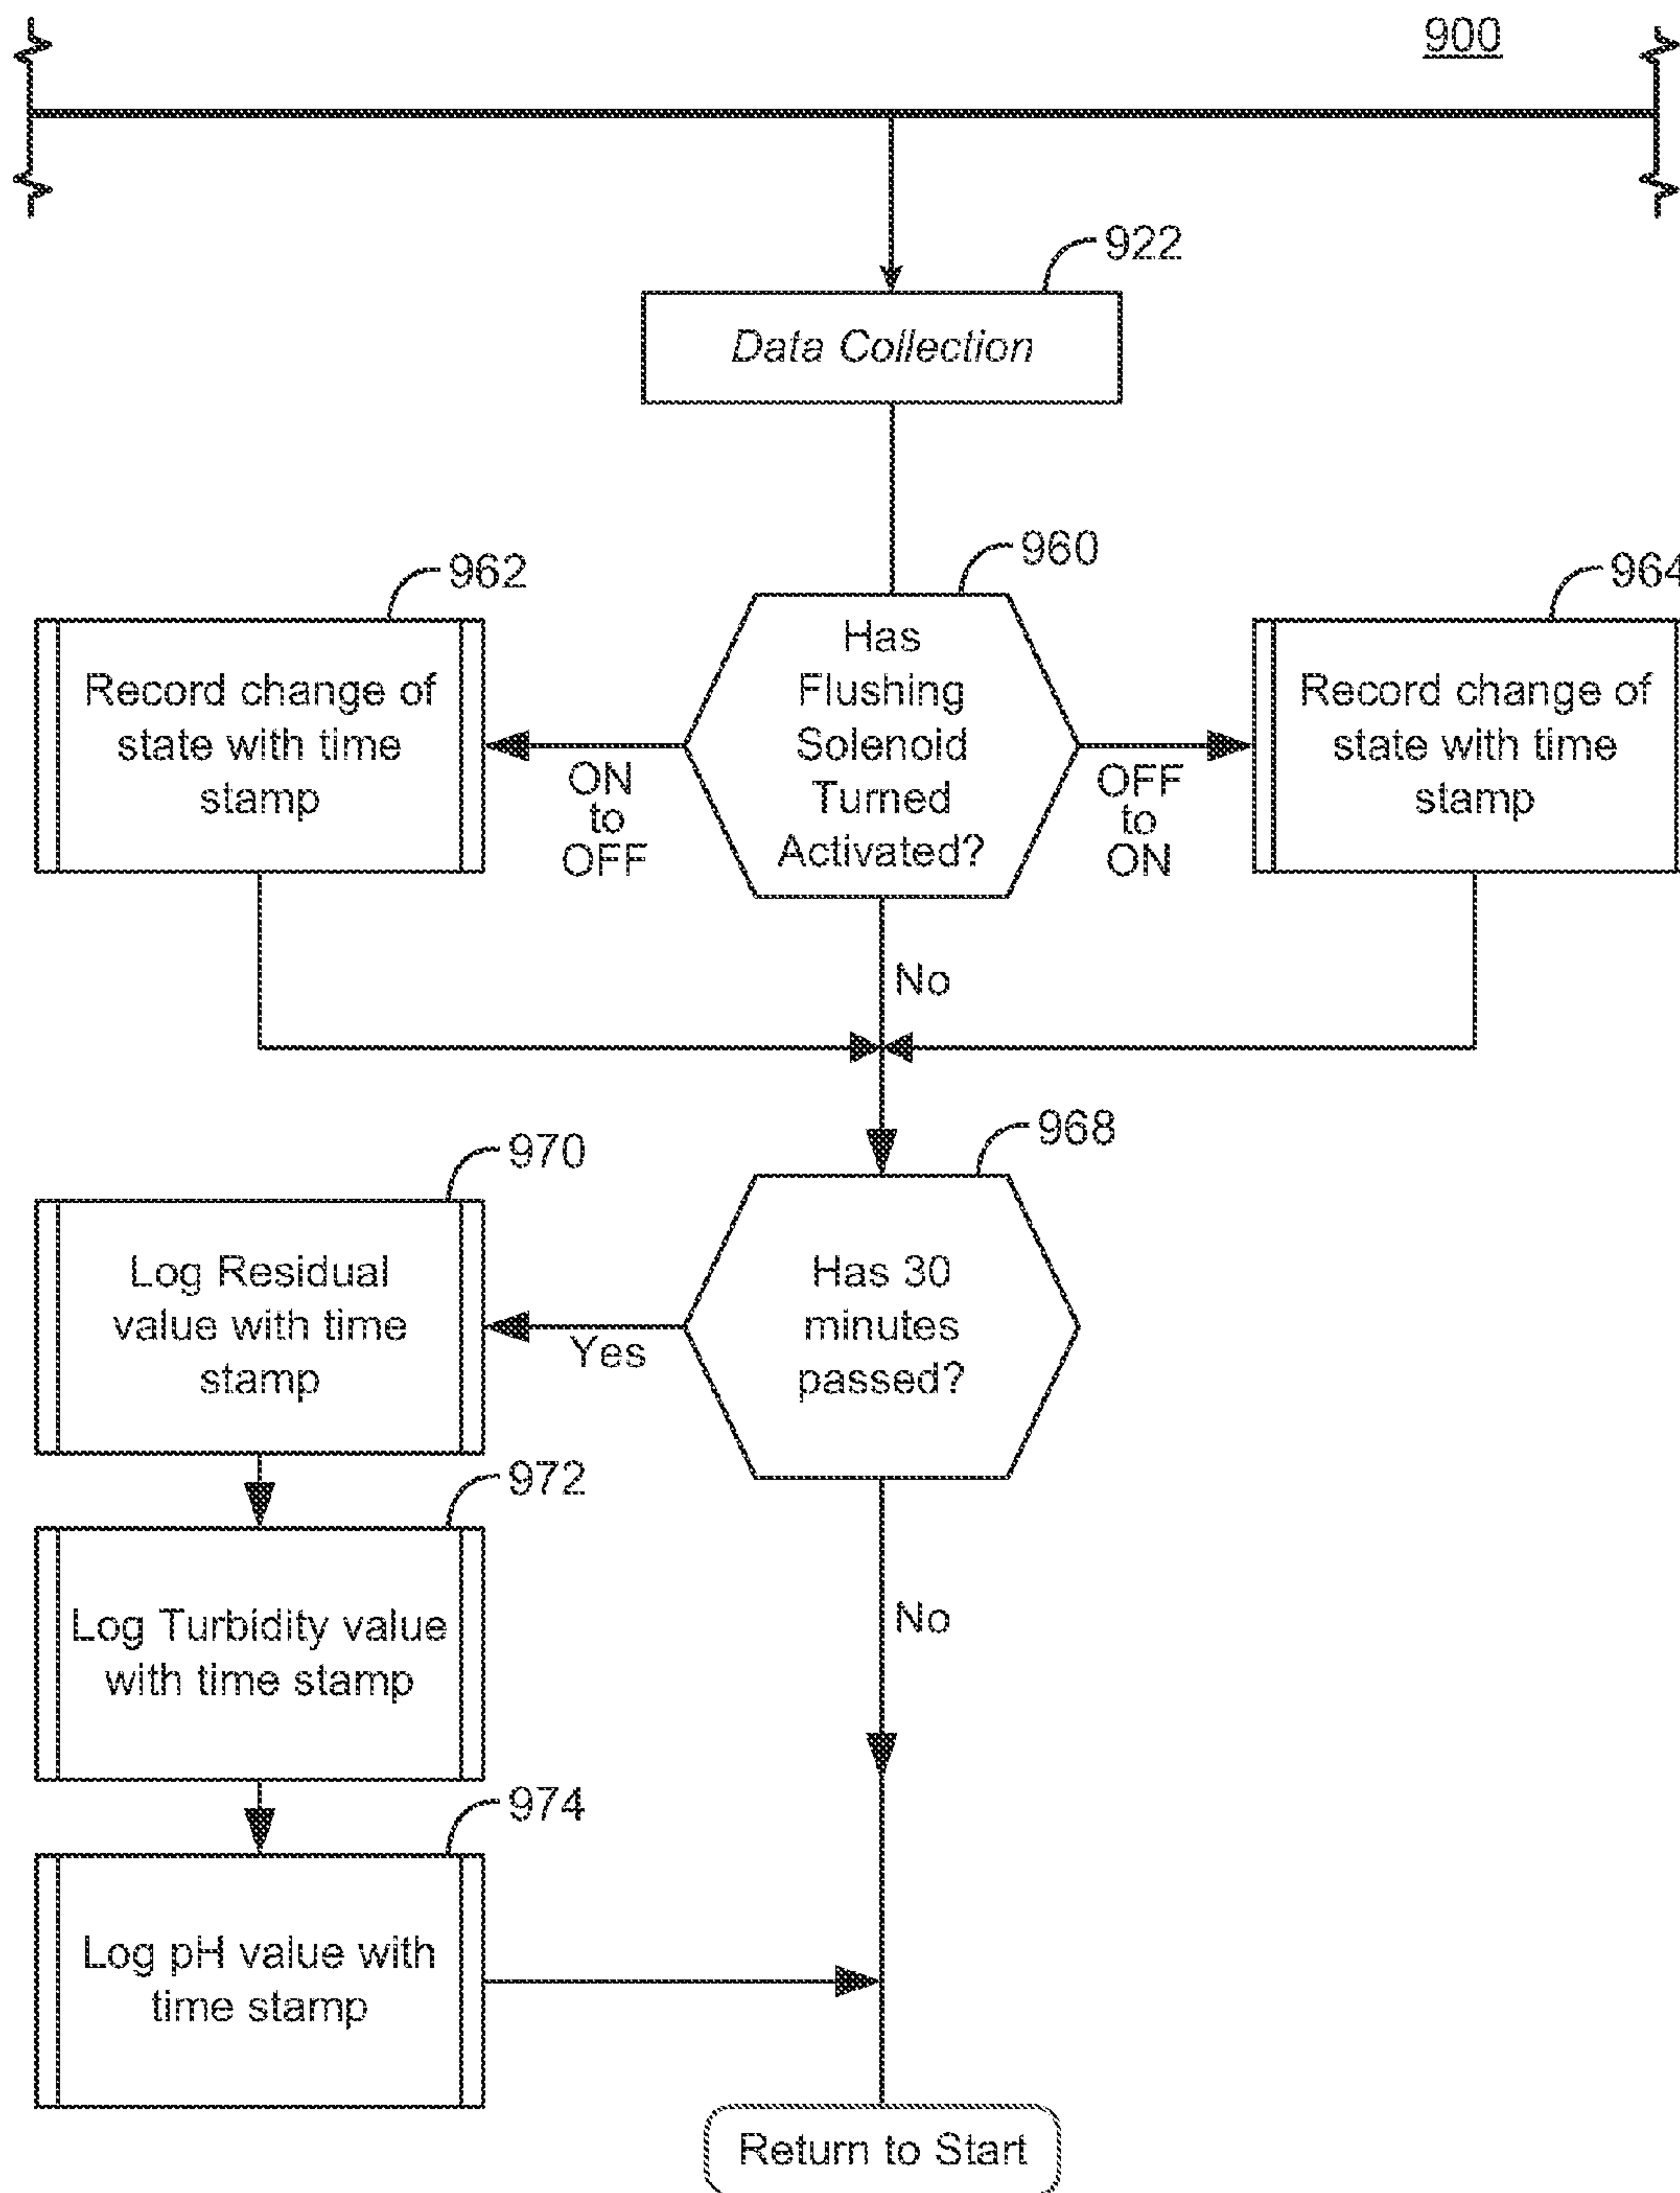 900
922
Data Collection
960
962
964
Has
Flushing
Solenoid
Turned
Activated?
Record change of
state with time
stamp
Record change of
state with time
stamp
ON
to
OFF
OFF
to
ON
No
968
970
Has 30
minutes
passed?
Log Residual
value with time
stamp
Yes
972
Log Turbidity value
with time stamp
No
974
Log pH value with
time stamp
Return to Start